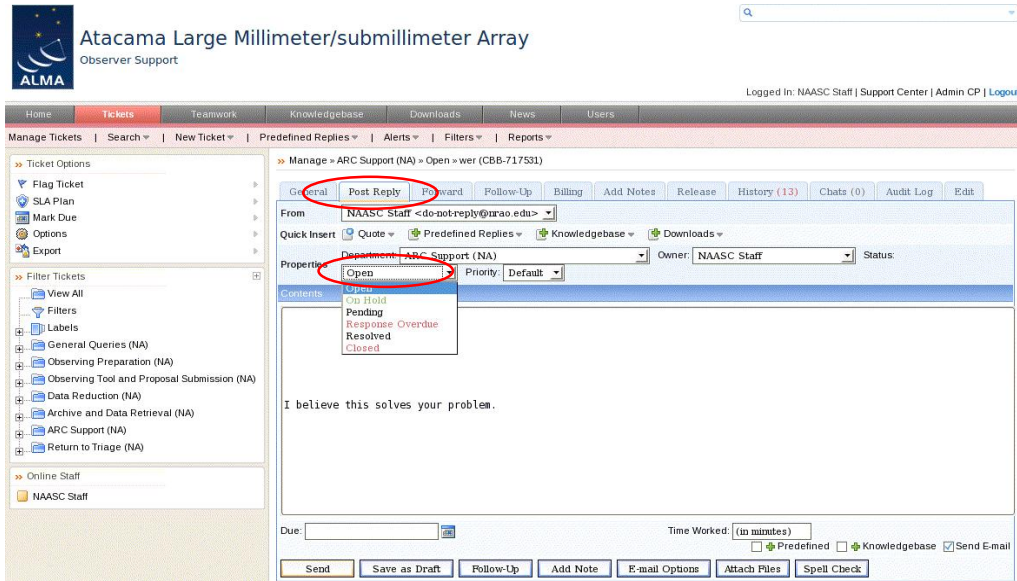 Atacama Large Millimeter/submillimeter Array
Observer Support
ALMA
Logged In: NAASC Staff | Support Center | Admin CP | Logout
Home Tickets Teamwork Knowledgebase Downloads News Users
Manage Tickets | Search | New Ticket | Predefined Replies | Alerts | Filters | Reports
» Ticket Options
Flag Ticket
SLA Plan
Mark Due
Options
Export
» Filter Tickets
View All
Filters
Labels
General Queries (NA)
Observing Preparation (NA)
Observing Tool and Proposal Submission (NA)
Data Reduction (NA)
Archive and Data Retrieval (NA)
ARC Support (NA)
Return to Triage (NA)
» Online Staff
NAASC Staff
» Manage » ARC Support (NA) » Open » wer (CBB-717531)
General Post Reply Forward Follow-Up Billing Add Notes Release History (13) Chats (0) Audit Log Edit
From NAASC Staff <do-not-reply@nrao.edu>
Quick Insert Quote Predefined Replies Knowledgebase Downloads
Properties Department: ARC Support (NA) Owner: NAASC Staff Status:
Open Priority: Default
Contents
Open
On Hold
Pending
Response Overdue
Resolved
Closed
I believe this solves your problem.
Due: Time Worked: (in minutes)
Predefined Knowledgebase Send E-mail
Send Save as Draft Follow-Up Add Note E-mail Options Attach Files Spell Check